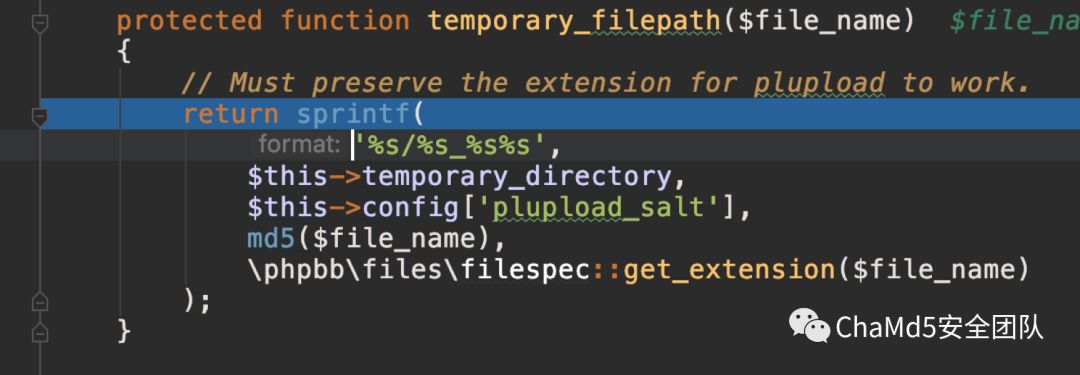 protected function temporary_filepath($file_name)  $file_na
{
// Must preserve the extension for plupload to work.
return sprintf(
format: '%s/%s_%s%s',
$this->temporary_directory,
$this->config['plupload_salt'],
md5($file_name),
\phpbb\files\filespec::get_extension($file_name)
);
}
ChaMd5安全团队